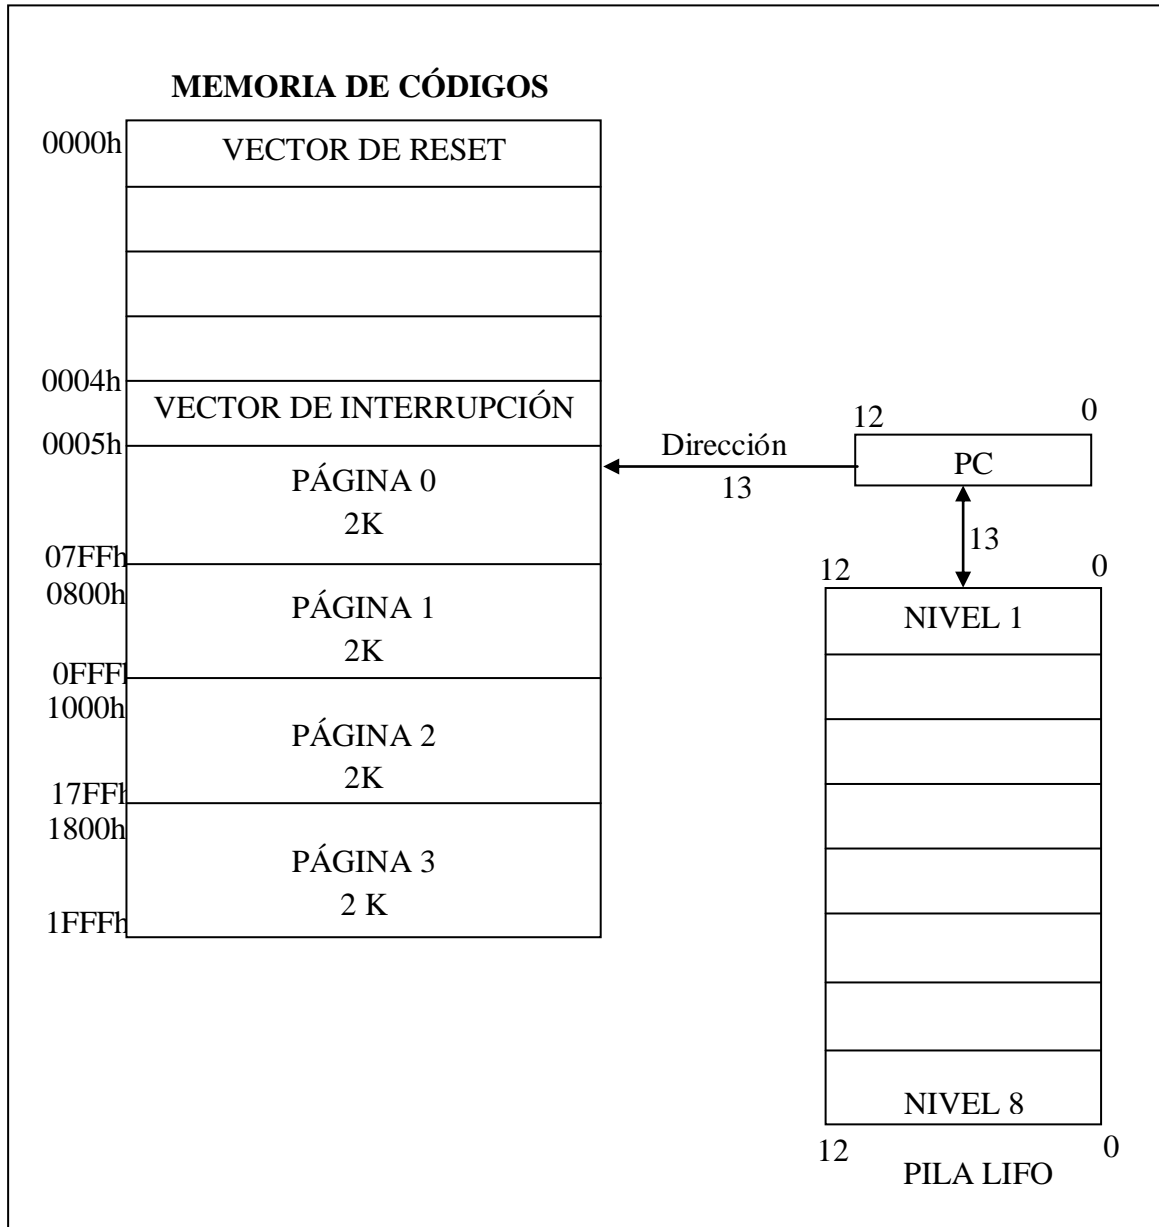 MEMORIA DE CÓDIGOS
0000h
VECTOR DE RESET
0004h
VECTOR DE INTERRUPCIÓN
0005h
PÁGINA 0
2K
07FFh
0800h
PÁGINA 1
2K
0FFFh
1000h
PÁGINA 2
2K
17FFh
1800h
PÁGINA 3
2 K
1FFFh
Dirección
13
12
0
PC
13
12
0
NIVEL 1
NIVEL 8
12
0
PILA LIFO